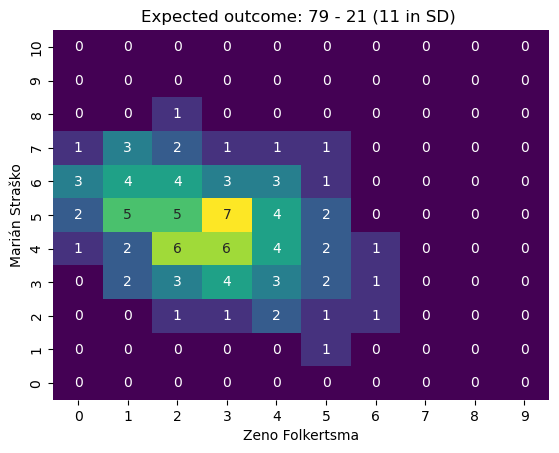 Expected outcome: 79 - 21 (11 in SD)
10 0 0 0 0 0 0 0 0 0 0
9 0 0 0 0 0 0 0 0 0 0
8 0 0 1 0 0 0 0 0 0 0
7 1 3 2 1 1 1 0 0 0 0
6 3 4 4 3 3 1 0 0 0 0
5 2 5 5 7 4 2 0 0 0 0
4 1 2 6 6 4 2 1 0 0 0
3 0 2 3 4 3 2 1 0 0 0
2 0 0 1 1 2 1 1 0 0 0
1 0 0 0 0 0 1 0 0 0 0
0 0 0 0 0 0 0 0 0 0 0
Marián Straško
0 1 2 3 4 5 6 7 8 9
Zeno Folkertsma